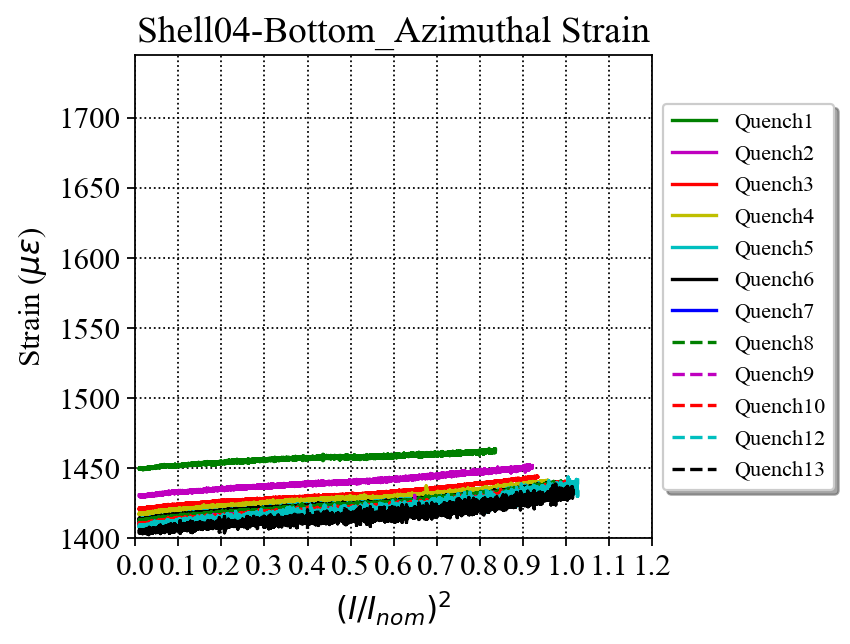 Shell04-Bottom_Azimuthal Strain
1700
1650
1600
1550
1500
1450
1400
Strain (με)
0.0 0.1 0.2 0.3 0.4 0.5 0.6 0.7 0.8 0.9 1.0 1.1 1.2
(I/I_nom)²
Quench1
Quench2
Quench3
Quench4
Quench5
Quench6
Quench7
Quench8
Quench9
Quench10
Quench12
Quench13